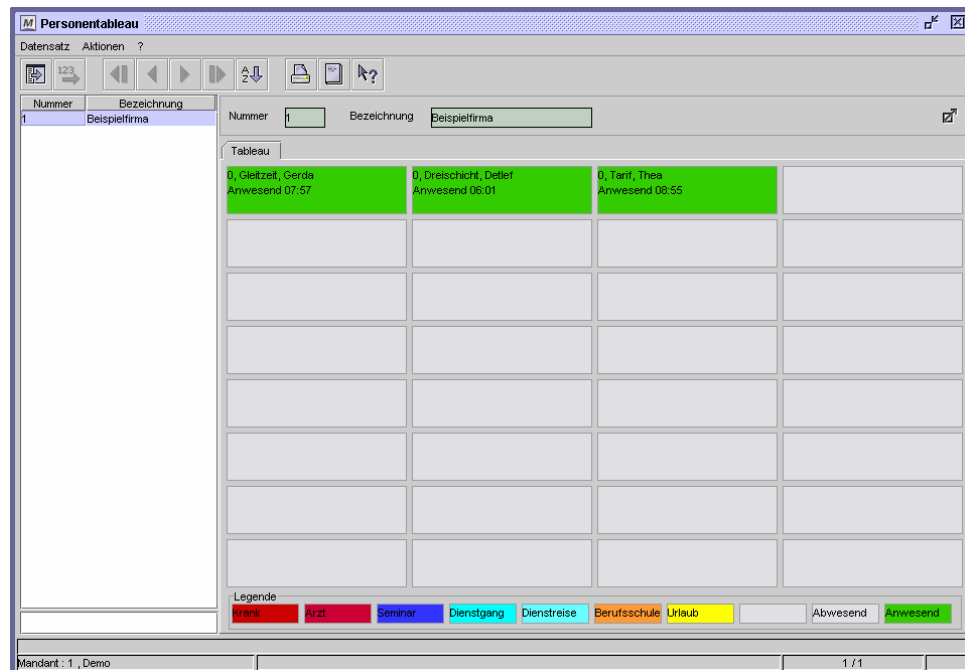 M Personentableau
Datensatz Aktionen ?
123 A Z ?
Nummer Bezeichnung
1 Beispielfirma
Nummer 1 Bezeichnung Beispielfirma
Tableau
0, Gleitzeit, Gerda
Anwesend 07:57
0, Dreischicht, Detlef
Anwesend 06:01
0, Tarif, Thea
Anwesend 08:55
Legende
Krank Arzt Seminar Dienstgang Dienstreise Berufsschule Urlaub Abwesend Anwesend
Mandant : 1 , Demo 1 / 1